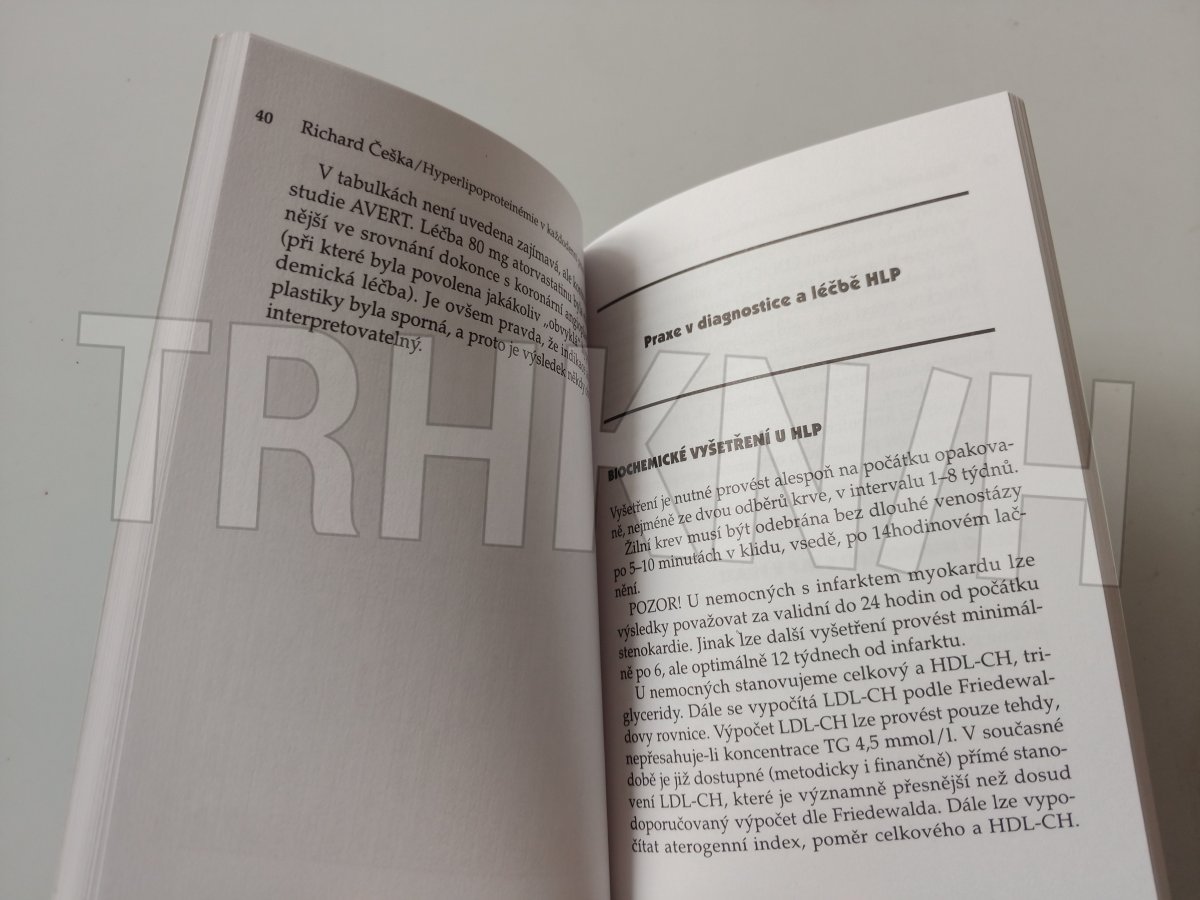 40
Richard Češka/Hyperlipoproteinémie v každodenní
V tabulkách není uvedena zajímavá, ale
studie AVERT. Léčba 80 mg atorvastatinu byla
nější ve srovnání dokonce s koronární
(při které byla povolena jakákoliv „obvyklá“
demická léčba). Je ovšem pravda, že indikace
plastiky byla sporná, a proto je výsledek někdy
interpretovatelný.
Praxe v diagnostice a léčbě HLP
BIOCHEMICKÉ VYŠETŘENÍ U HLP
Vyšetření je nutné provést alespoň na počátku opakova-
ně, nejméně ze dvou odběrů krve, v intervalu 1–8 týdnů.
Žilní krev musí být odebrána bez dlouhé venostázy
po 5–10 minutách v klidu, vsedě, po 14hodinovém lač-
nění.
POZOR! U nemocných s infarktem myokardu lze
výsledky považovat za validní do 24 hodin od počátku
stenokardie. Jinak lze další vyšetření provést minimál-
ně po 6, ale optimálně 12 týdnech od infarktu.
U nemocných stanovujeme celkový a HDL-CH, tri-
glyceridy. Dále se vypočítá LDL-CH podle Friedewal-
dovy rovnice. Výpočet LDL-CH lze provést pouze tehdy,
nepřesahuje-li koncentrace TG 4,5 mmol/l. V současné
době je již dostupné (metodicky i finančně) přímé stano-
vení LDL-CH, které je významně přesnější než dosud
doporučovaný výpočet dle Friedewalda. Dále lze vypo-
čítat aterogenní index, poměr celkového a HDL-CH.
TRHKNIH